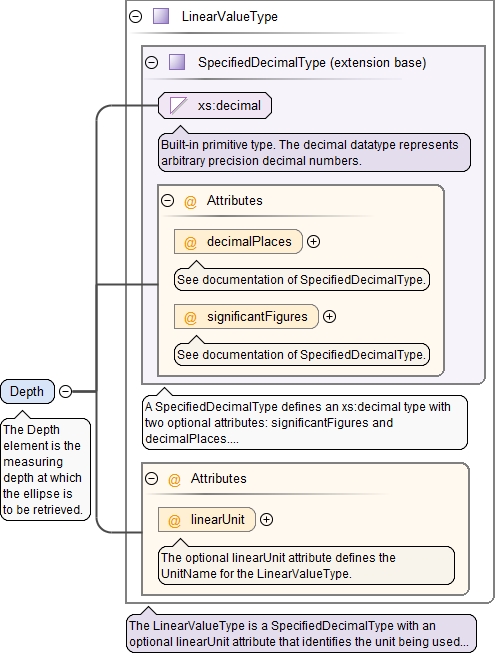 LinearValueType
SpecifiedDecimalType (extension base)
xs:decimal
Built-in primitive type. The decimal datatype represents
arbitrary precision decimal numbers.
@ Attributes
@ decimalPlaces
See documentation of SpecifiedDecimalType.
@ significantFigures
See documentation of SpecifiedDecimalType.
A SpecifiedDecimalType defines an xs:decimal type with
two optional attributes: significantFigures and
decimalPlaces....
Depth
The Depth
element is the
measuring
depth at which
the ellipse is
to be retrieved.
@ Attributes
@ linearUnit
The optional linearUnit attribute defines the
UnitName for the LinearValueType.
The LinearValueType is a SpecifiedDecimalType with an
optional linearUnit attribute that identifies the unit being used...